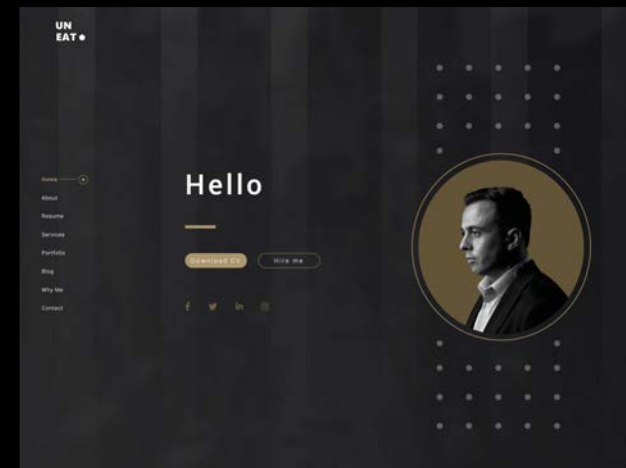 UN
EAT
Home
About
Resume
Services
Portfolio
Blog
Why Me
Contact
Hello
Download CV
Hire me